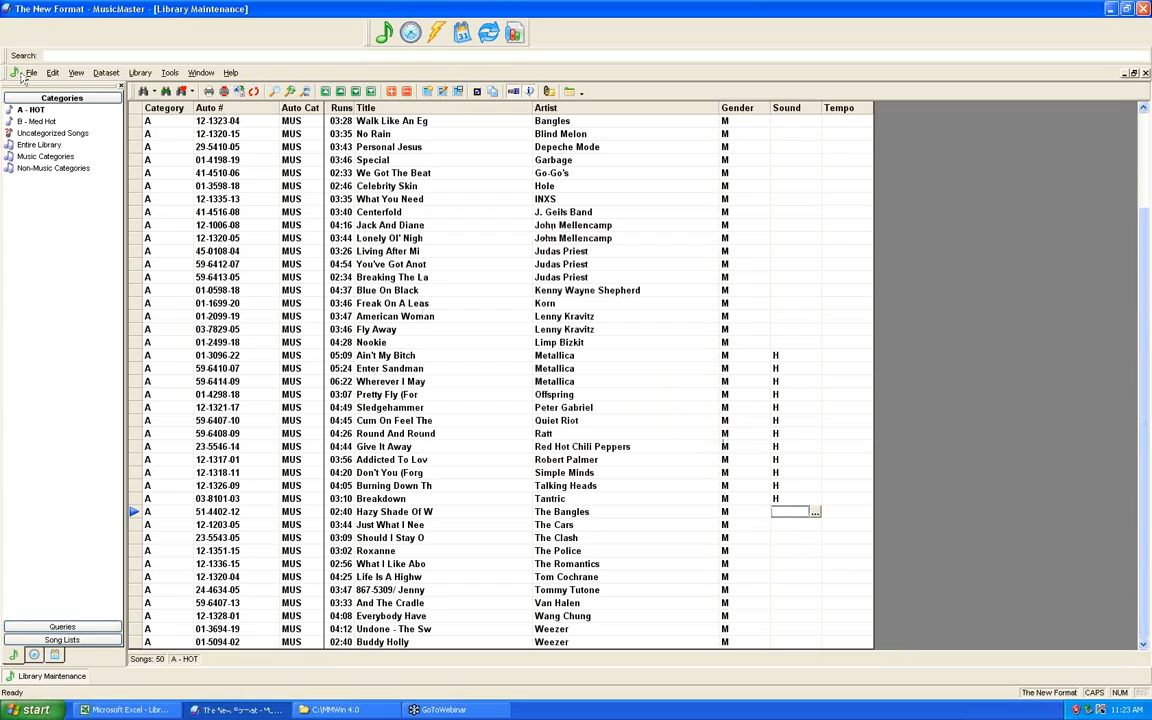 The New Format - MusicMaster - [Library Maintenance]
31
Search:
File Edit View Dataset Library Tools Window Help
Categories
A - HOT
B - Med Hot
Uncategorized Songs
Entire Library
Music Categories
Non-Music Categories
Category Auto # Auto Cat Runs Title Artist Gender Sound Tempo
A 12-1323-04 MUS 03:28 Walk Like An Eg Bangles M
A 12-1320-15 MUS 03:35 No Rain Blind Melon M
A 29-5410-05 MUS 03:43 Personal Jesus Depeche Mode M
A 01-4198-19 MUS 03:46 Special Garbage M
A 41-4510-06 MUS 02:33 We Got The Beat Go-Go's M
A 01-3598-18 MUS 02:46 Celebrity Skin Hole M
A 12-1335-13 MUS 03:35 What You Need INXS M
A 41-4516-08 MUS 03:40 Centerfold J. Geils Band M
A 12-1006-08 MUS 04:16 Jack And Diane John Mellencamp M
A 12-1320-05 MUS 03:44 Lonely Ol' Nigh John Mellencamp M
A 45-0108-04 MUS 03:26 Living After Mi Judas Priest M
A 59-6412-07 MUS 04:54 You've Got Anot Judas Priest M
A 59-6413-05 MUS 02:34 Breaking The La Judas Priest M
A 01-0598-18 MUS 04:37 Blue On Black Kenny Wayne Shepherd M
A 01-1699-20 MUS 03:46 Freak On A Leas Korn M
A 01-2099-19 MUS 03:47 American Woman Lenny Kravitz M
A 03-7829-05 MUS 03:46 Fly Away Lenny Kravitz M
A 01-2499-18 MUS 04:28 Nookie Limp Bizkit M
A 01-3096-22 MUS 05:09 Ain't My Bitch Metallica M H
A 59-6410-07 MUS 05:24 Enter Sandman Metallica M H
A 59-6414-09 MUS 06:22 Wherever I May Metallica M H
A 01-4298-18 MUS 03:07 Pretty Fly (For Offspring M H
A 12-1321-17 MUS 04:49 Sledgehammer Peter Gabriel M H
A 59-6407-10 MUS 04:45 Cum On Feel The Quiet Riot M H
A 59-6408-09 MUS 04:26 Round And Round Ratt M H
A 23-5546-14 MUS 04:44 Give It Away Red Hot Chili Peppers M H
A 12-1317-01 MUS 03:56 Addicted To Lov Robert Palmer M H
A 12-1318-11 MUS 04:20 Don't You (Forg Simple Minds M H
A 12-1326-09 MUS 04:05 Burning Down Th Talking Heads M H
A 03-8101-03 MUS 03:10 Breakdown Tantric M H
A 51-4402-12 MUS 02:40 Hazy Shade Of W The Bangles M ...
A 12-1203-05 MUS 03:44 Just What I Nee The Cars M
A 23-5543-05 MUS 03:09 Should I Stay O The Clash M
A 12-1351-15 MUS 03:02 Roxanne The Police M
A 12-1336-15 MUS 02:56 What I Like Abo The Romantics M
A 12-1320-04 MUS 04:25 Life Is A Highw Tom Cochrane M
A 24-4634-05 MUS 03:47 867-5309/ Jenny Tommy Tutone M
A 59-6407-13 MUS 03:33 And The Cradle Van Halen M
A 12-1328-01 MUS 04:08 Everybody Have Wang Chung M
A 01-3694-19 MUS 04:12 Undone - The Sw Weezer M
A 01-5094-02 MUS 02:40 Buddy Holly Weezer M
Queries
Song Lists
Songs: 50 A - HOT
Library Maintenance
Ready The New Format CAPS NUM INS
start Microsoft Excel - Libr... The New Format - MU... C:\MMWin 4.0 GoToWebinar 11:23 AM